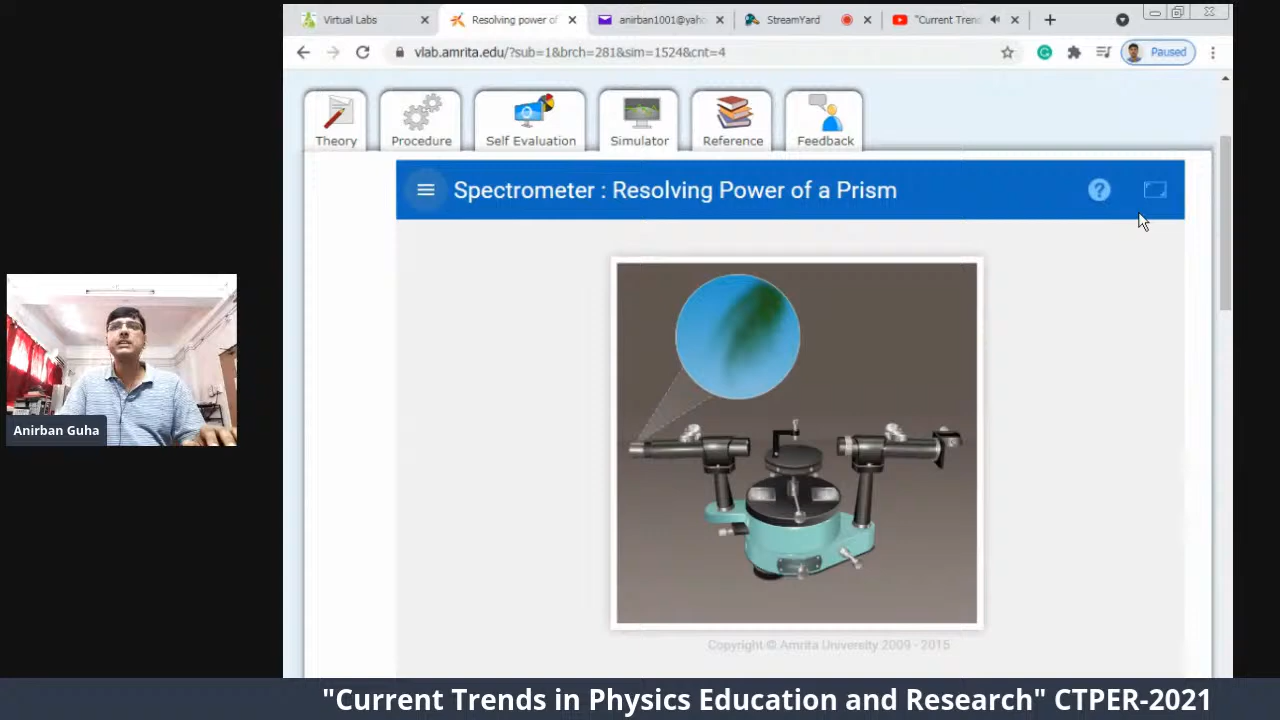 Virtual Labs
Resolving power of
anirban1001@yaho
StreamYard
"Current Tren
vlab.amrita.edu/?sub=1&brch=281&sim=1524&cnt=4
Paused
Theory
Procedure
Self Evaluation
Simulator
Reference
Feedback
Spectrometer : Resolving Power of a Prism
Anirban Guha
Copyright © Amrita University 2009 - 2015
"Current Trends in Physics Education and Research" CTPER-2021